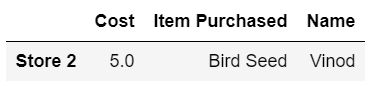 Cost Item Purchased Name
Store 2 5.0 Bird Seed Vinod